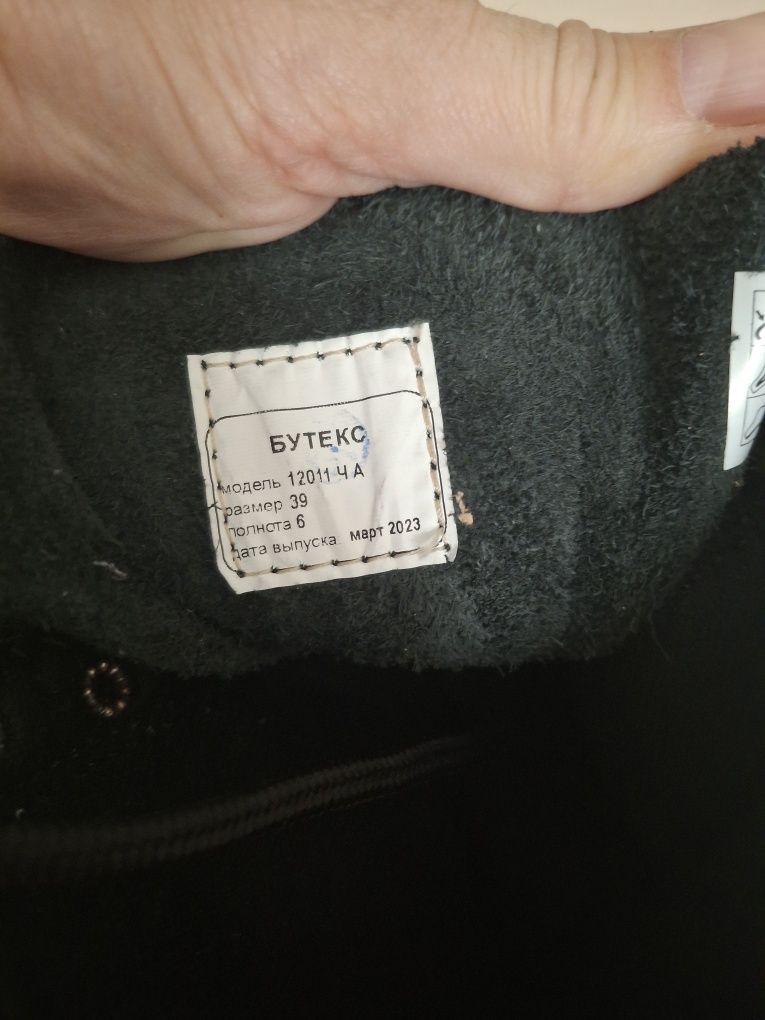 БУТЕКС
модель 12011 Ч А
размер 39
полнота 6
дата выпуска: март 2023